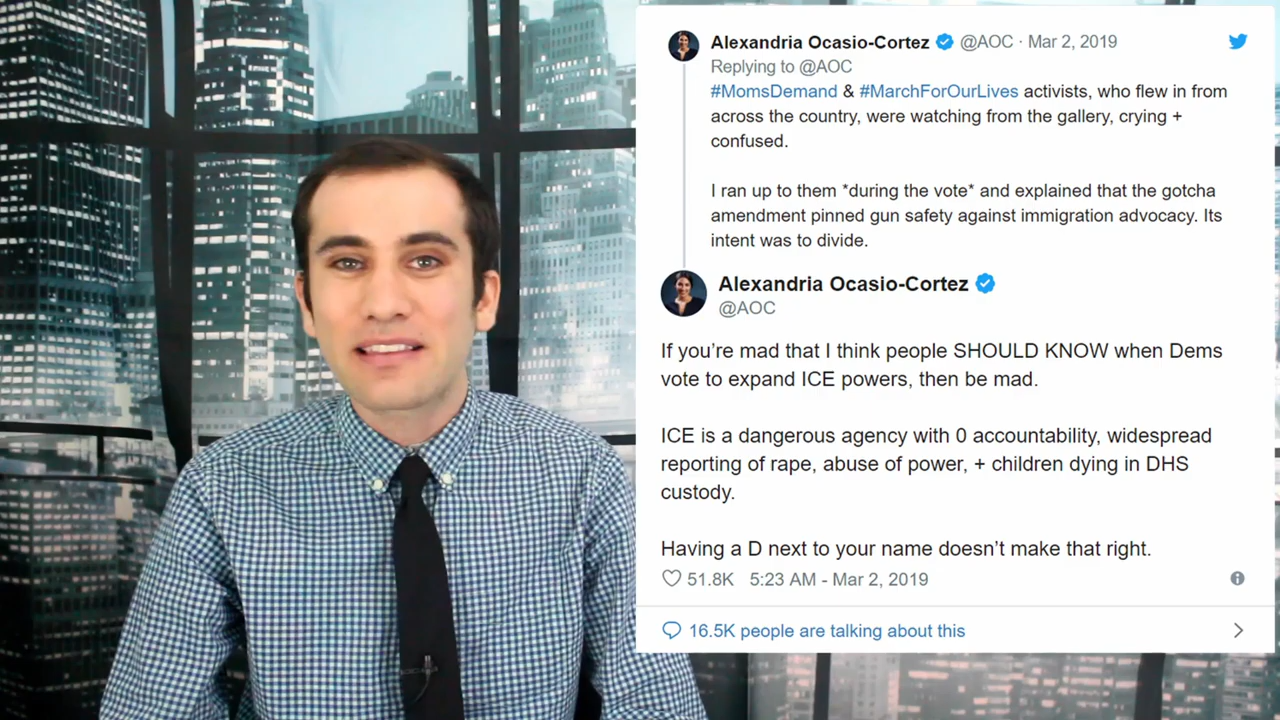 Alexandria Ocasio-Cortez @AOC · Mar 2, 2019
Replying to @AOC
#MomsDemand & #MarchForOurLives activists, who flew in from
across the country, were watching from the gallery, crying +
confused.
I ran up to them *during the vote* and explained that the gotcha
amendment pinned gun safety against immigration advocacy. Its
intent was to divide.
Alexandria Ocasio-Cortez
@AOC
If you’re mad that I think people SHOULD KNOW when Dems
vote to expand ICE powers, then be mad.
ICE is a dangerous agency with 0 accountability, widespread
reporting of rape, abuse of power, + children dying in DHS
custody.
Having a D next to your name doesn’t make that right.
51.8K 5:23 AM - Mar 2, 2019
16.5K people are talking about this